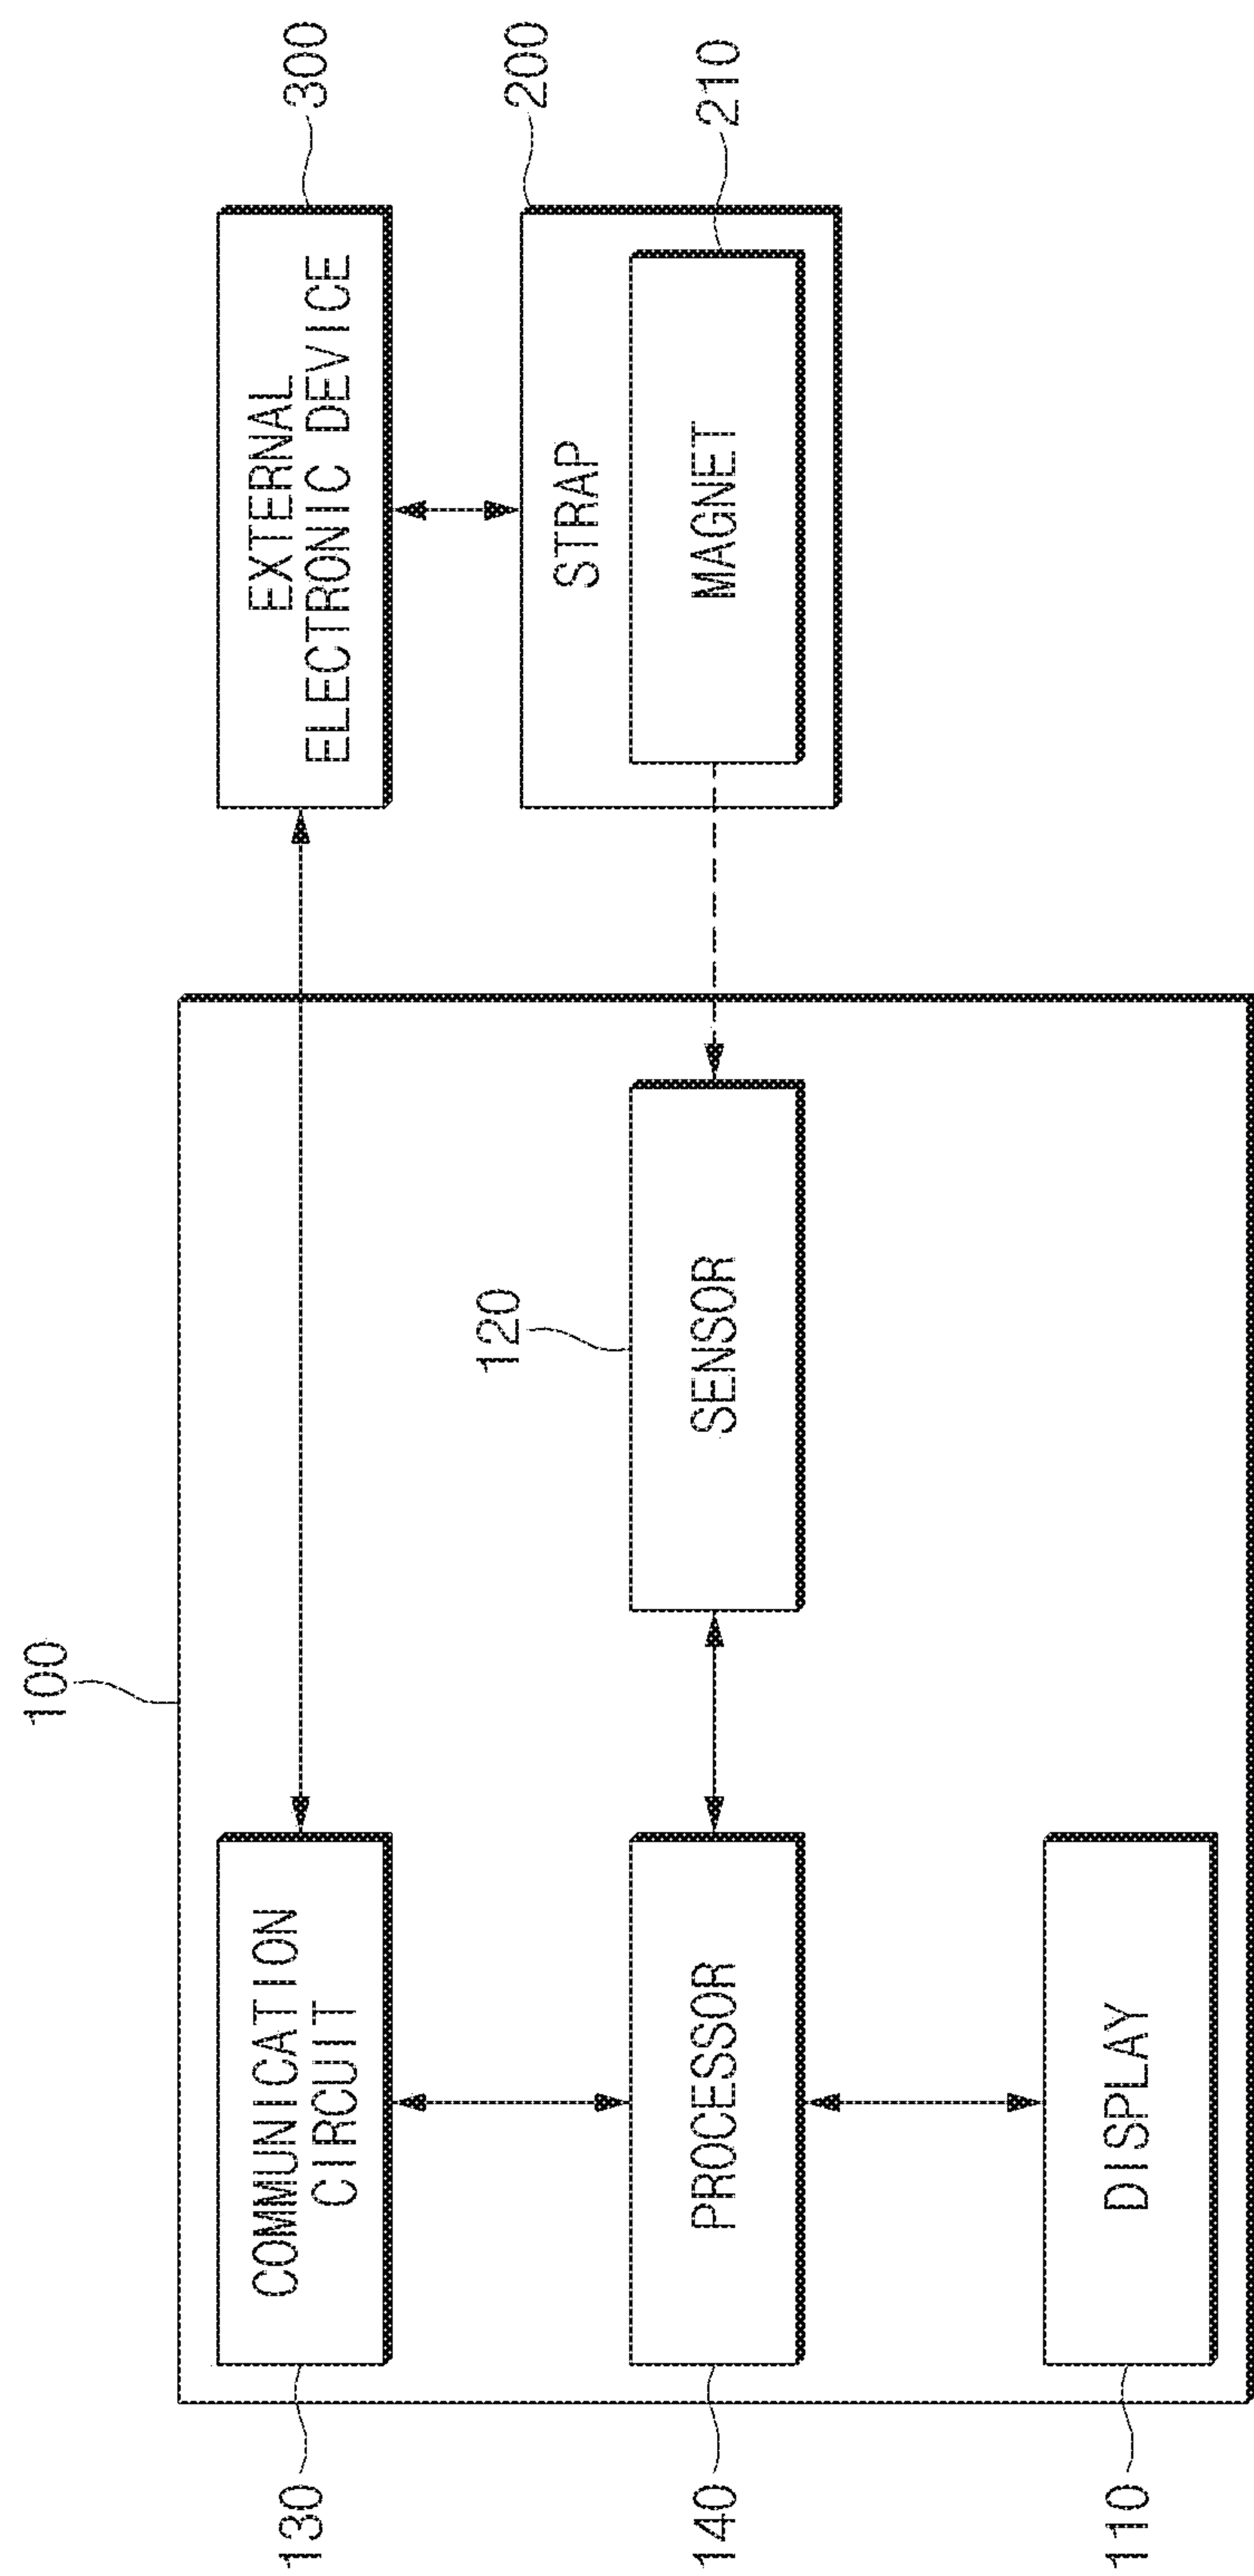 100
130
COMMUNICATION
CIRCUIT
EXTERNAL
ELECTRONIC DEVICE
300
120
STRAP
200
140
PROCESSOR
SENSOR
MAGNET
210
110
DISPLAY